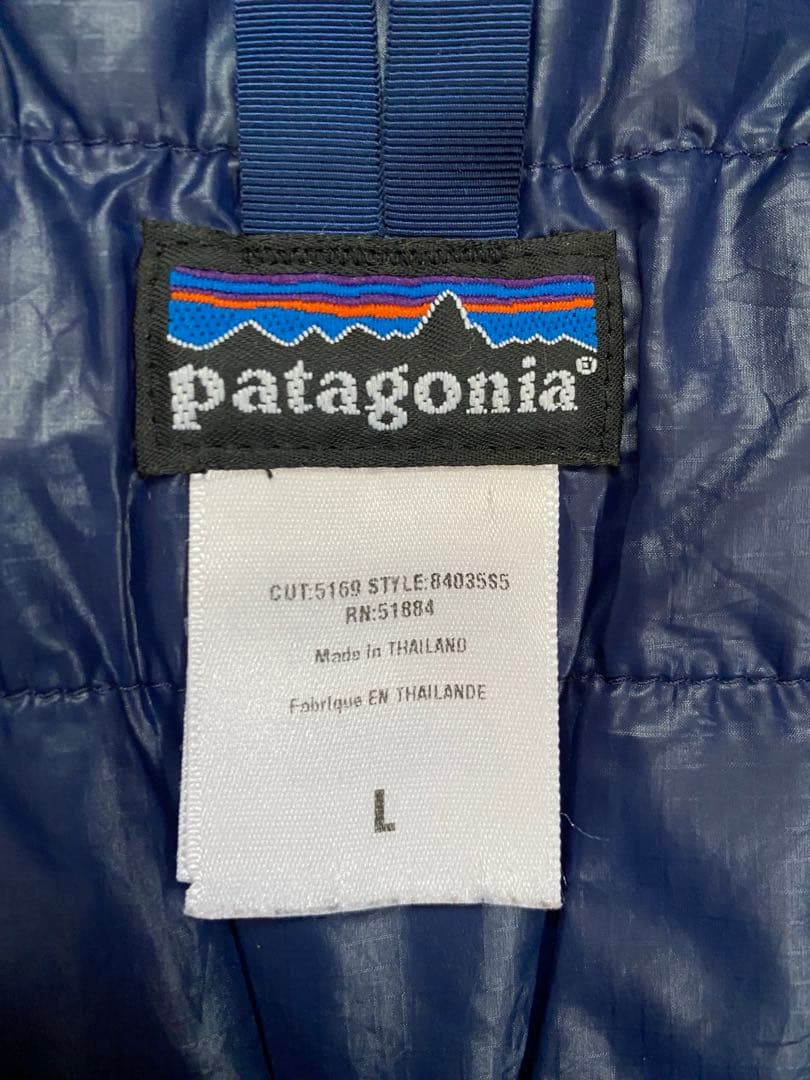 patagonia®
CUT:5169 STYLE:84035S5
RN:51884
Made in THAILAND
Fabrique EN THAILANDE
L